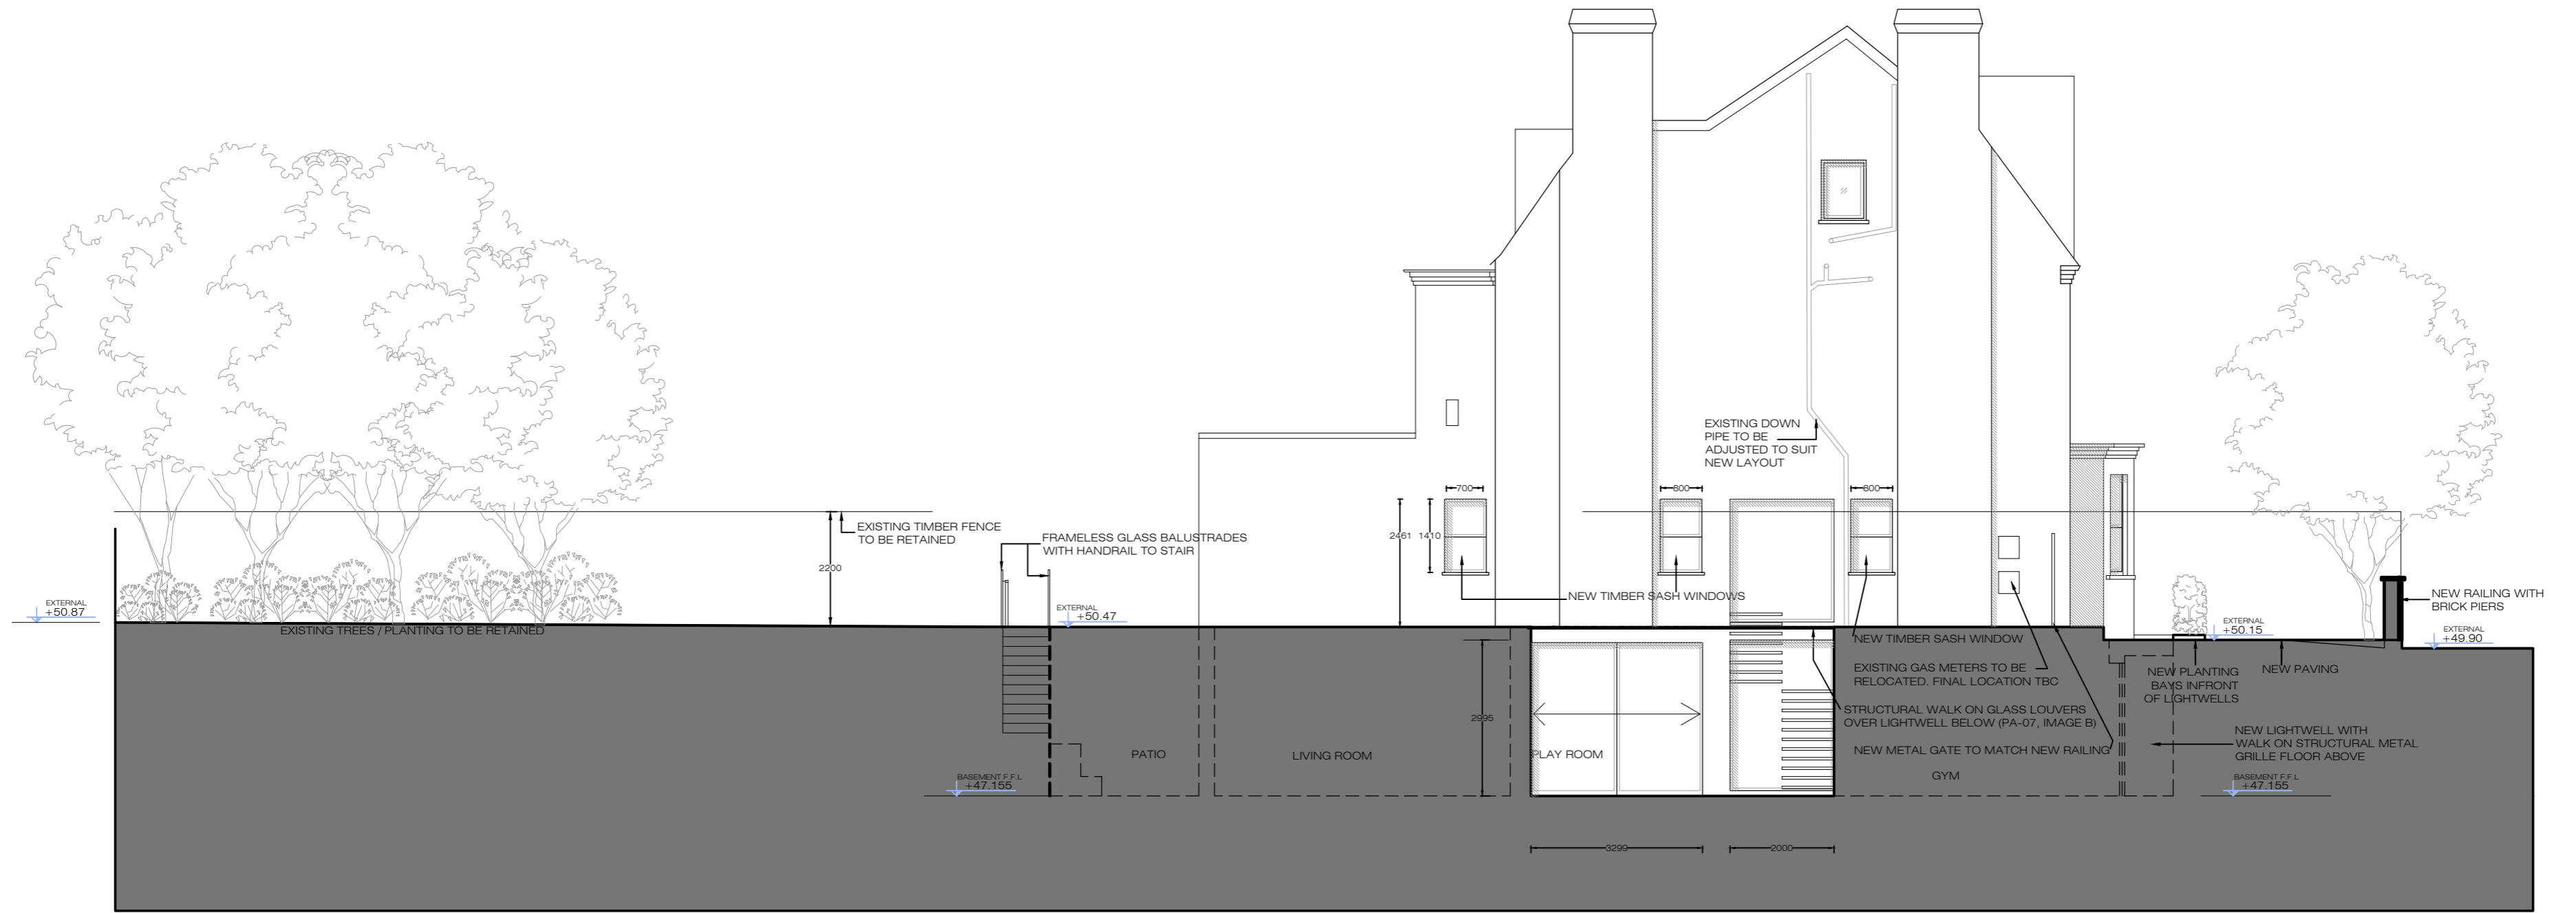 EXISTING DOWN
PIPE TO BE
ADJUSTED TO SUIT
NEW LAYOUT
700
800
800
2461
1410
EXISTING TIMBER FENCE
TO BE RETAINED
FRAMELESS GLASS BALUSTRADES
WITH HANDRAIL TO STAIR
2200
NEW TIMBER SASH WINDOWS
NEW RAILING WITH
BRICK PIERS
EXTERNAL
+50.87
EXTERNAL
+50.47
EXISTING TREES / PLANTING TO BE RETAINED
EXTERNAL
+50.15
EXTERNAL
+49.90
NEW TIMBER SASH WINDOW
EXISTING GAS METERS TO BE
RELOCATED. FINAL LOCATION TBC
NEW PLANTING
BAYS INFRONT
OF LIGHTWELLS
NEW PAVING
STRUCTURAL WALK ON GLASS LOUVERS
OVER LIGHTWELL BELOW (PA-07, IMAGE B)
2995
NEW METAL GATE TO MATCH NEW RAILING
NEW LIGHTWELL WITH
WALK ON STRUCTURAL METAL
GRILLE FLOOR ABOVE
PATIO
LIVING ROOM
PLAY ROOM
GYM
BASEMENT F.F.L
+47.155
BASEMENT F.F.L
+47.155
3299
2000